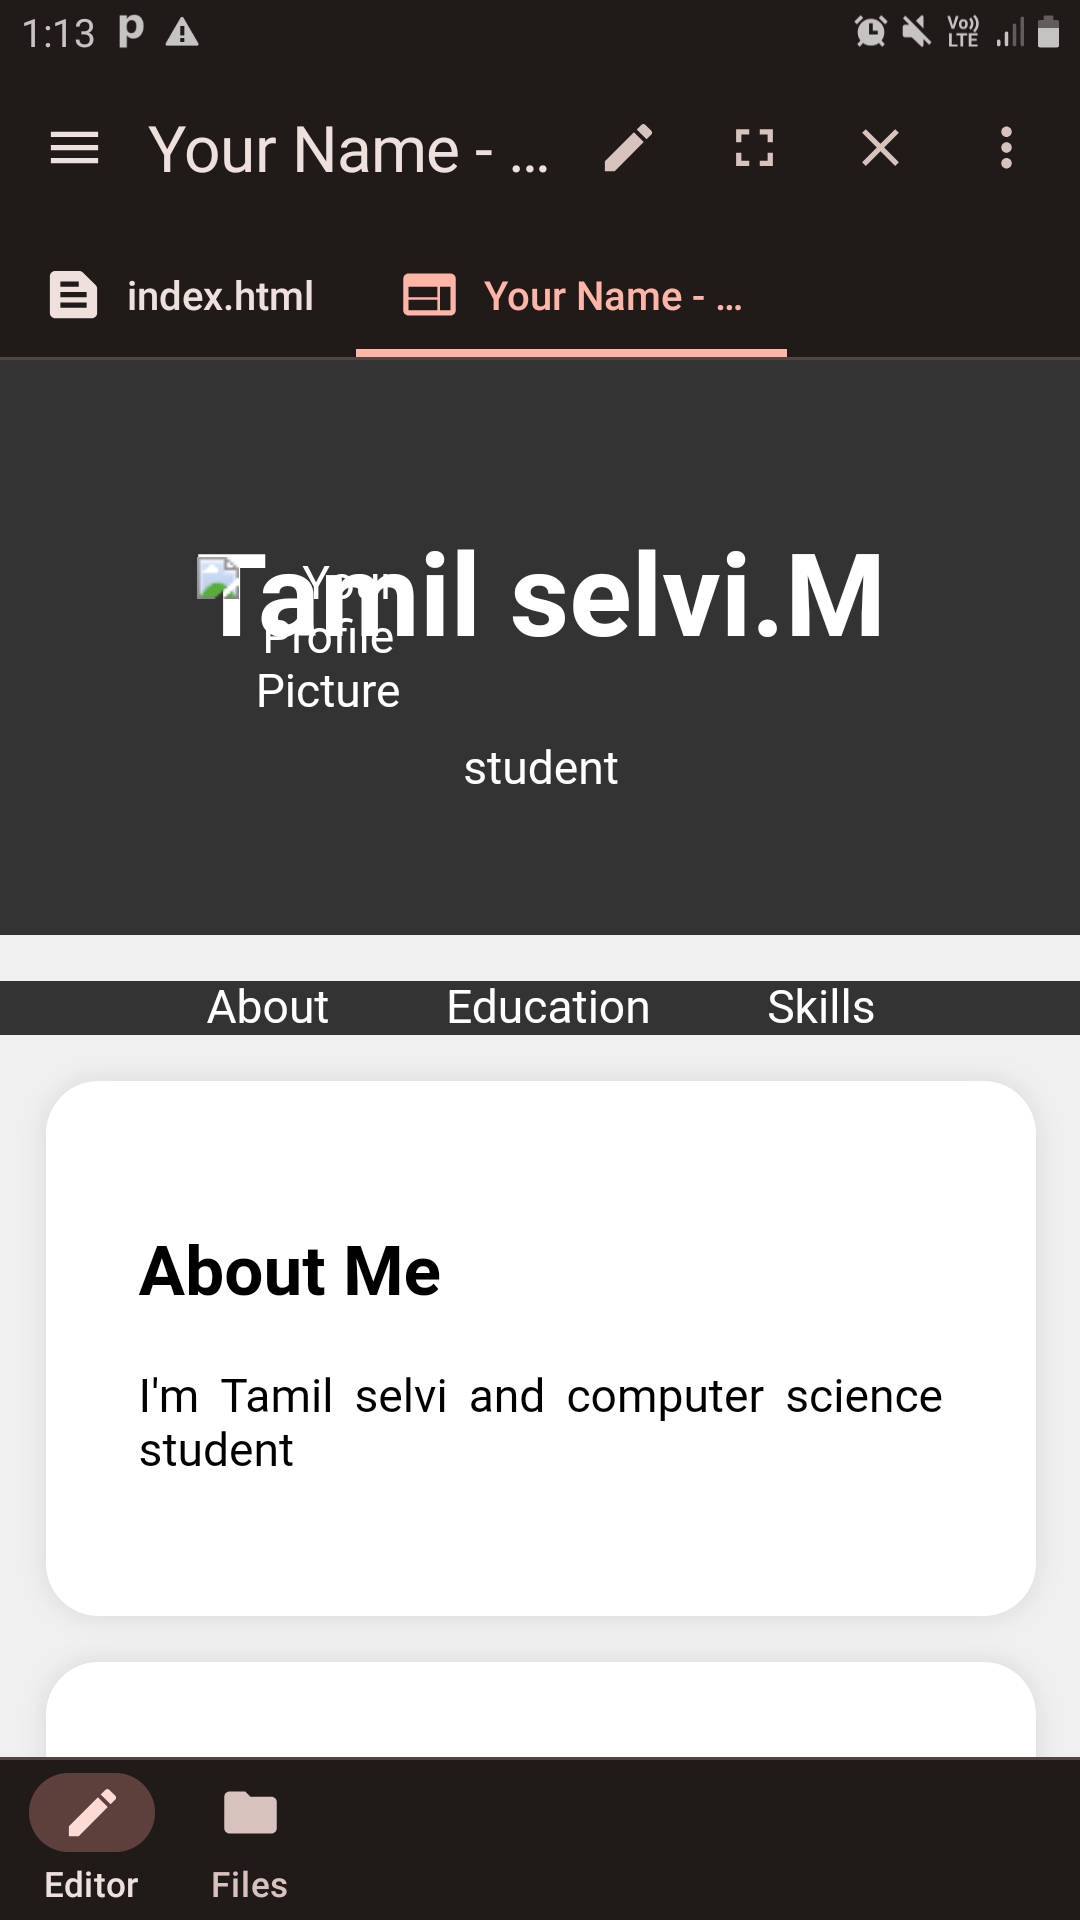 1:13
Vo))
LTE
Your Name - ...
index.html
Your Name - ...
Tamil selvi.M
Your
Profile
Picture
student
About Education Skills
About Me
I'm Tamil selvi and computer science
student
Editor Files